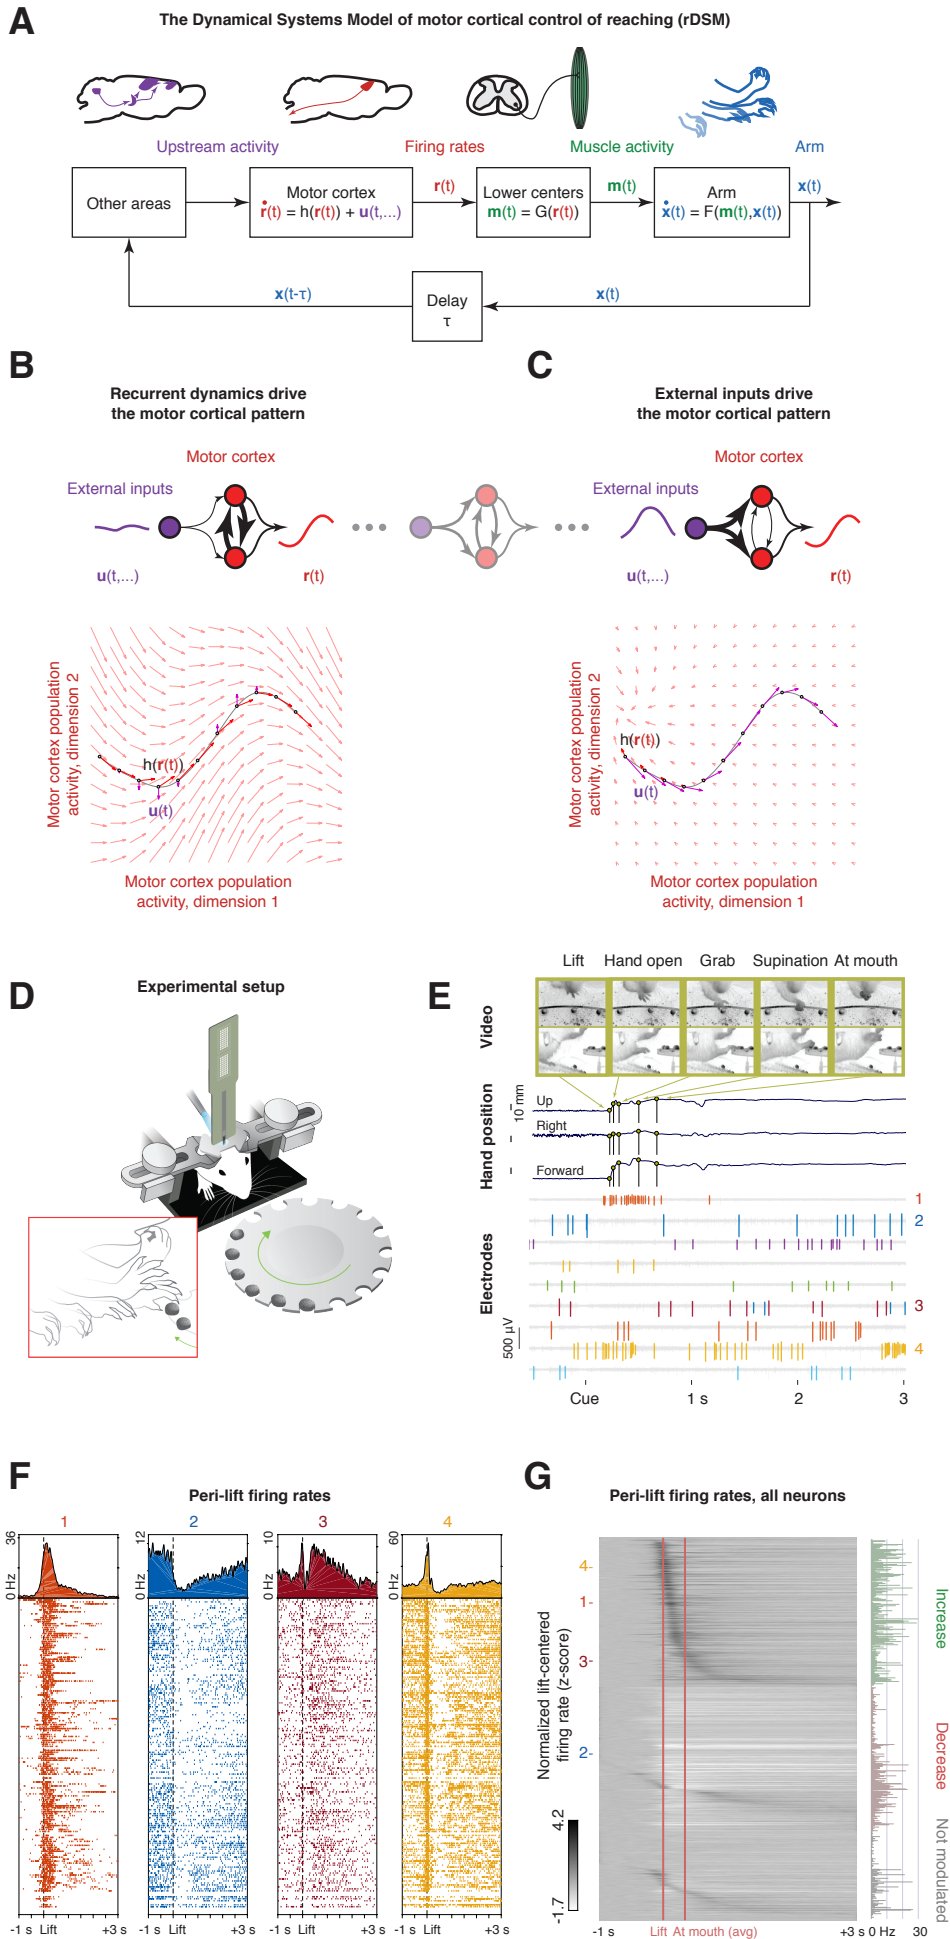 A
The Dynamical Systems Model of motor cortical control of reaching (rDSM)
Upstream activity
Firing rates
Muscle activity
Arm
Other areas
Motor cortex
ṙ(t) = h(r(t)) + u(t,...)
r(t)
Lower centers
m(t) = G(r(t))
m(t)
Arm
ẋ(t) = F(m(t),x(t))
x(t)
x(t-τ)
Delay
τ
x(t)
B
Recurrent dynamics drive
the motor cortical pattern
Motor cortex
External inputs
u(t,...)
r(t)
C
External inputs drive
the motor cortical pattern
Motor cortex
External inputs
u(t,...)
r(t)
Motor cortex population
activity, dimension 2
h(r(t))
u(t)
Motor cortex population
activity, dimension 1
Motor cortex population
activity, dimension 2
h(r(t))
u(t)
Motor cortex population
activity, dimension 1
D
Experimental setup
E
Lift
Hand open
Grab
Supination
At mouth
Video
Hand position
10 mm
Up
Right
Forward
Electrodes
500 µV
1
2
3
4
Cue
1 s
2
3
F
Peri-lift firing rates
1
2
3
4
0 Hz 36
0 Hz 12
0 Hz 10
0 Hz 60
-1 s Lift +3 s
-1 s Lift +3 s
-1 s Lift +3 s
-1 s Lift +3 s
G
Peri-lift firing rates, all neurons
Normalized lift-centered
firing rate (z-score)
4-
1-
3-
2-
4.2
-1.7
-1 s
Lift
At mouth (avg)
+3 s
0 Hz
30
Increase
Decrease
Not modulated